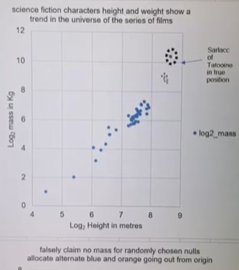 science fiction characters height and weight show a
trend in the universe of the series of films
12
10
8
6
4
2
0
4 5 6 7 8 9
Log₂ mass in Kg
Log₂ Height in metres
Sarlacc
of
Tatooine
in true
position
log2_mass
falsely claim no mass for randomly chosen nulls
allocate alternate blue and orange going out from origin